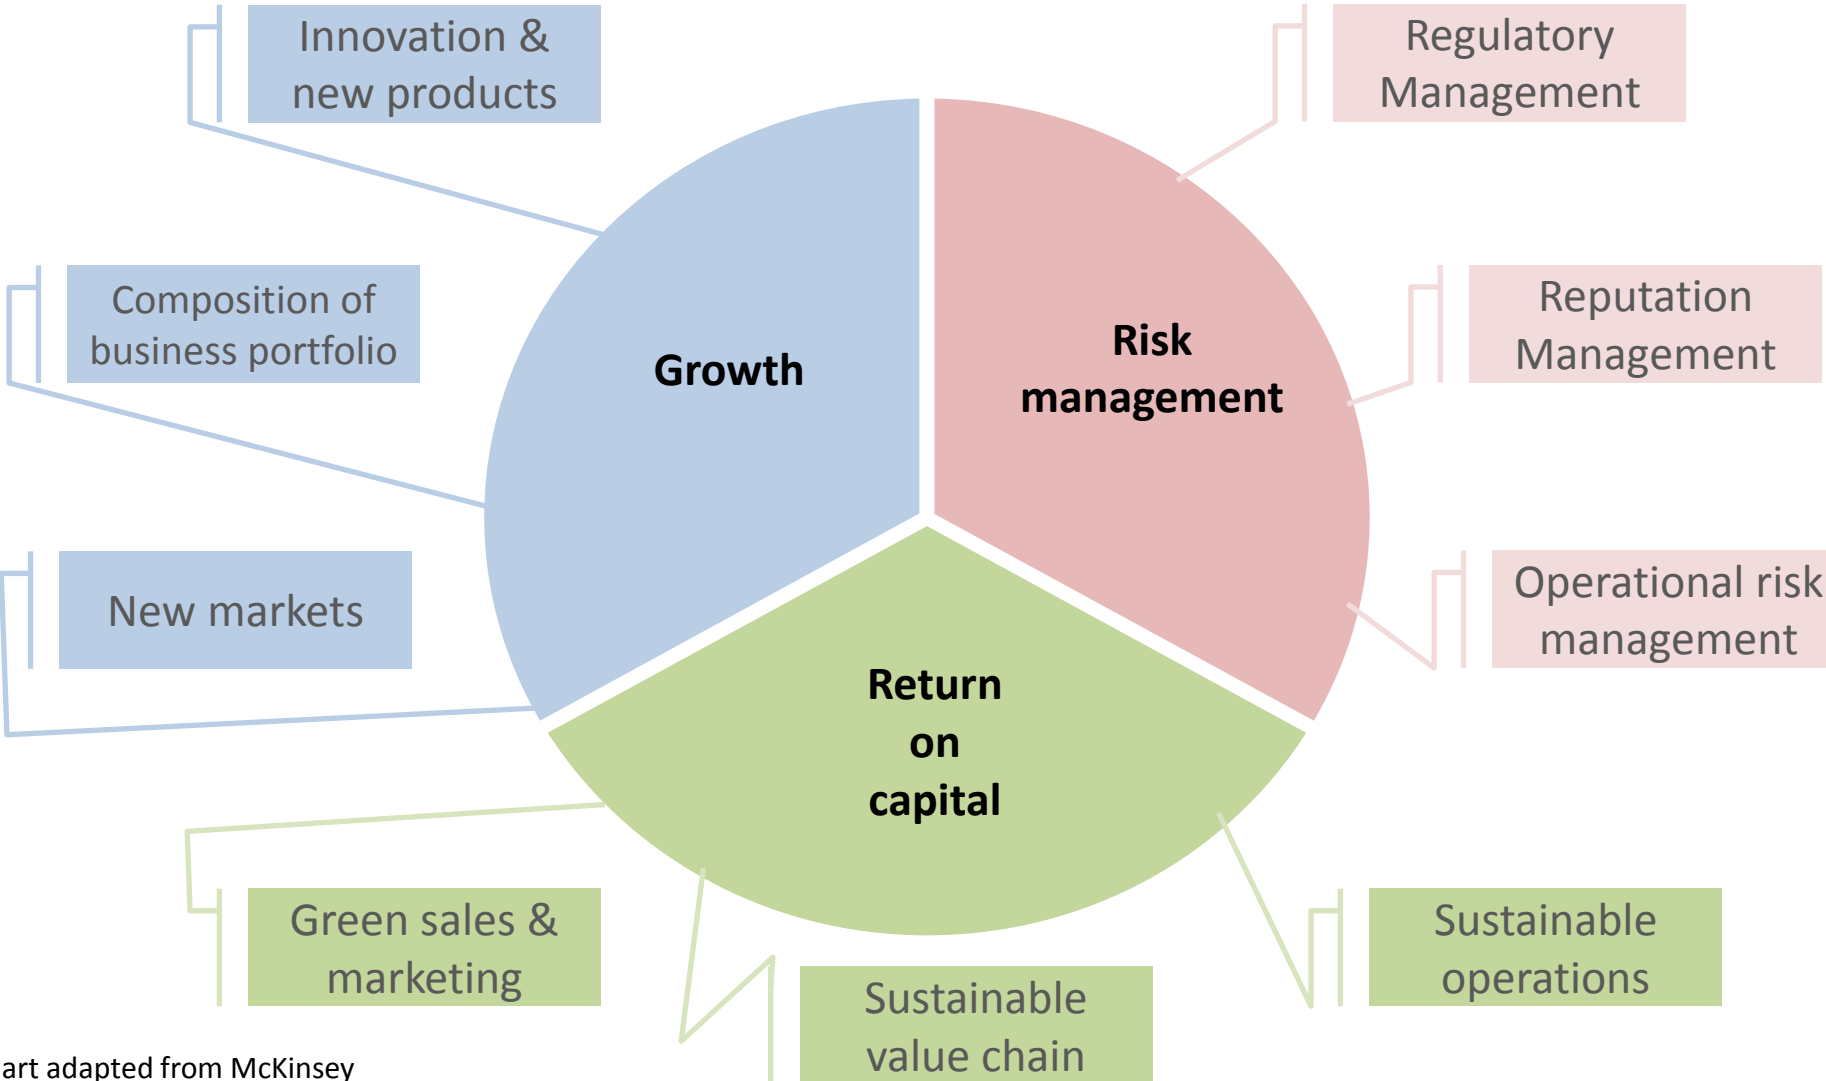 Innovation &
new products
Regulatory
Management
Composition of
business portfolio
Growth
Risk
management
Reputation
Management
New markets
Operational risk
management
Return
on
capital
Green sales &
marketing
Sustainable
value chain
Sustainable
operations
art adapted from McKinsey